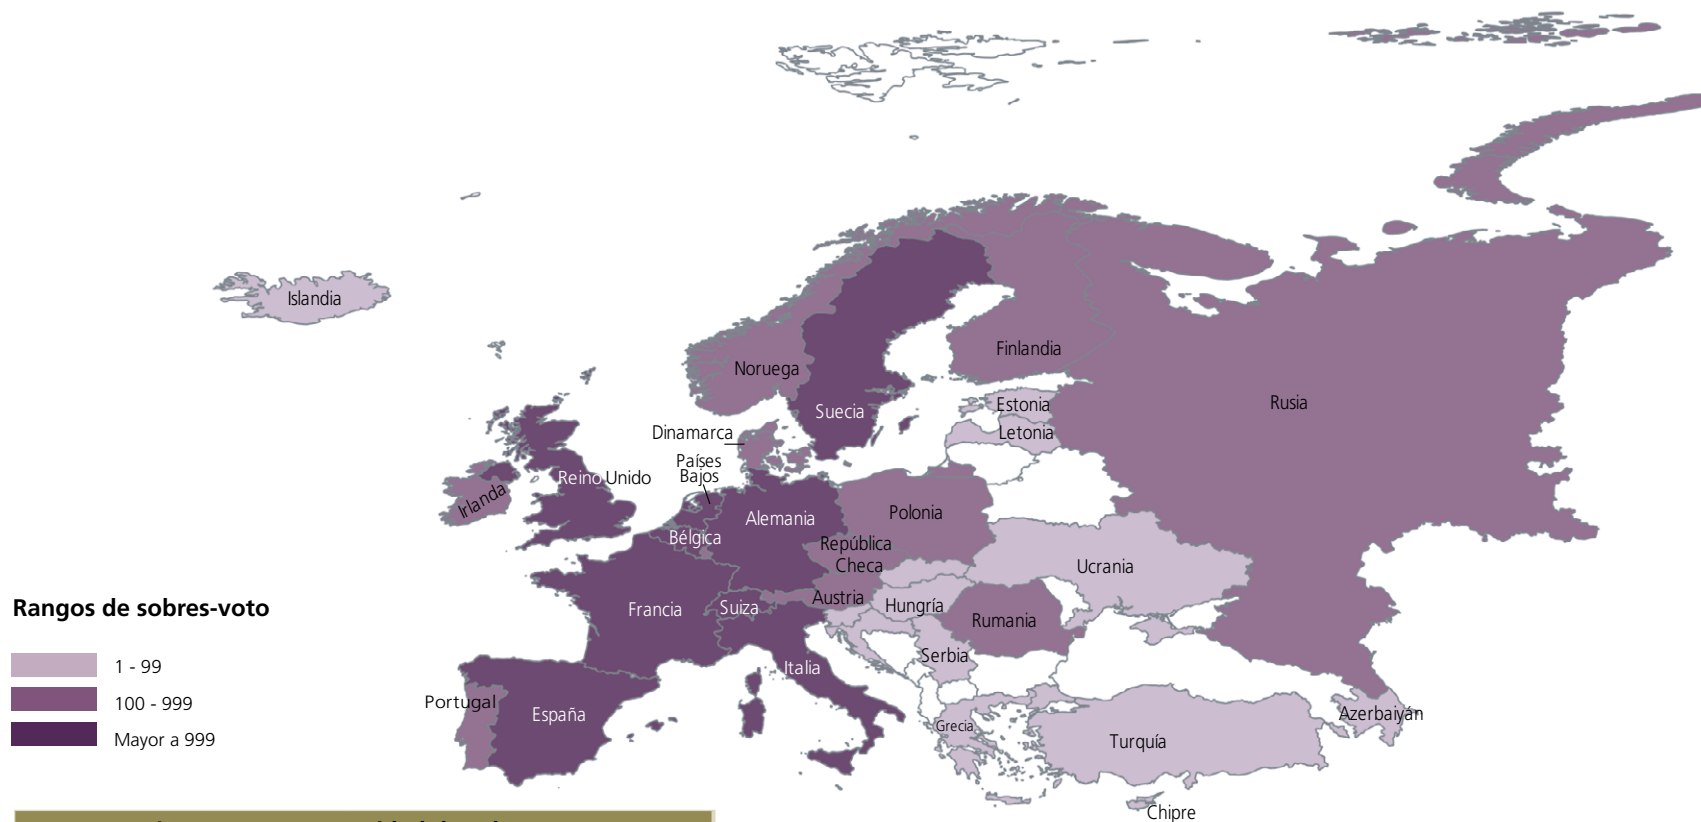 Islandia
Noruega
Finlandia
Suecia
Rusia
Estonia
Letonia
Dinamarca
Países
Bajos
Reino Unido
Irlanda
Alemania
Polonia
Bélgica
República
Checa
Ucrania
Francia
Suiza
Austria
Hungría
Rumania
Serbia
Italia
Portugal
España
Grecia
Turquía
Azerbaiyán
Chipre
Rangos de sobres-voto
1 - 99
100 - 999
Mayor a 999